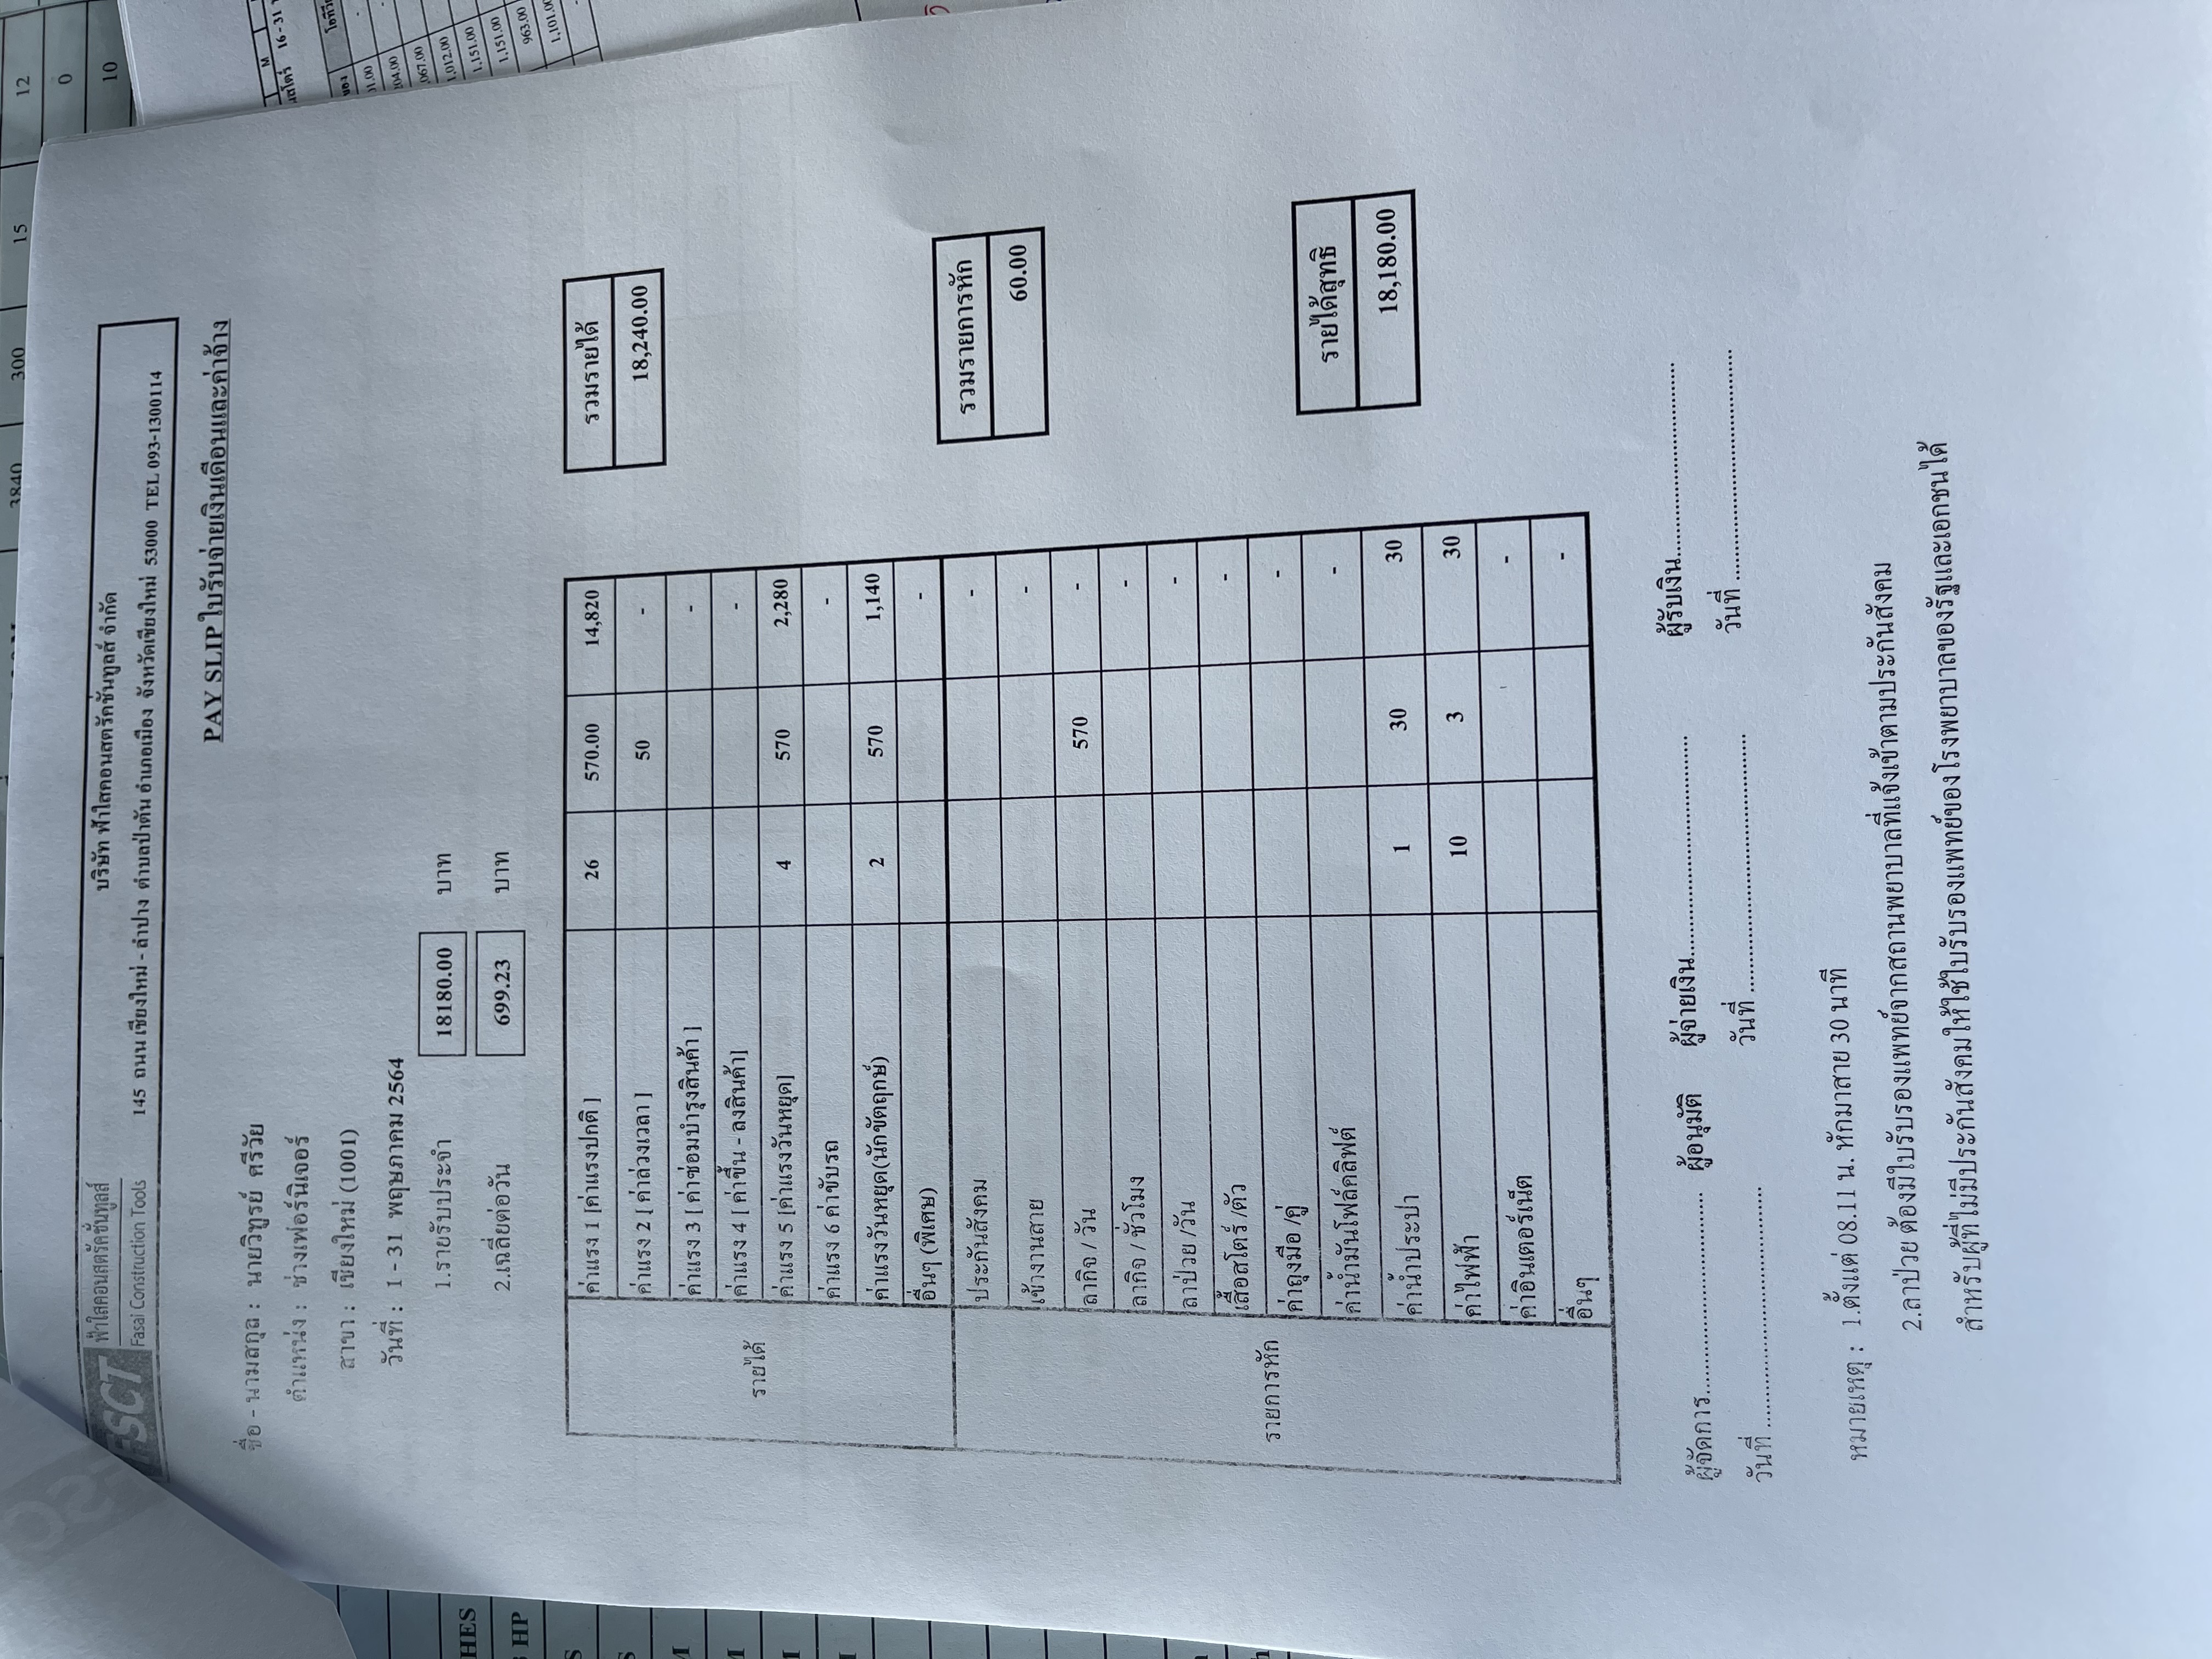 3840 300 15 12
0
10
FSCT ฟ้าใสคอนสตรัคชั่นทูลส์
Fasai Construction Tools
บริษัท ฟ้าใสคอนสตรัคชั่นทูลส์ จำกัด
145 ถนน เชียงใหม่ - ลำปาง ตำบลป่าตัน อำเภอเมือง จังหวัดเชียงใหม่ 53000 TEL 093-1300114
PAY SLIP ใบรับจ่ายเงินเดือนและค่าจ้าง
ชื่อ - นามสกุล : นายวิทูรย์ ศรีวัย
ตำแหน่ง : ช่างเฟอร์นิเจอร์
สาขา : เชียงใหม่ (1001)
วันที่ : 1 - 31 พฤษภาคม 2564
1.รายรับประจำ 18180.00 บาท
2.เฉลี่ยต่อวัน 699.23 บาท
รายได้
ค่าแรง 1 [ค่าแรงปกติ ] 26 570.00 14,820
ค่าแรง 2 [ ค่าล่วงเวลา ] 50 -
ค่าแรง 3 [ ค่าซ่อมบำรุงสินค้า ] -
ค่าแรง 4 [ ค่าขึ้น - ลงสินค้า] -
ค่าแรง 5 [ค่าแรงวันหยุด] 4 570 2,280
ค่าแรง 6 ค่าขับรถ -
ค่าแรงวันหยุด(นักขัตฤกษ์) 2 570 1,140
อื่นๆ (พิเศษ) -
รายการหัก
ประกันสังคม -
เข้างานสาย -
ลากิจ / วัน 570 -
ลากิจ / ชั่วโมง -
ลาป่วย /วัน -
เสื้อสโตร์ /ตัว -
ค่าถุงมือ /คู่ -
ค่าน้ำมันโฟล์คลิฟต์ -
ค่าน้ำประปา 1 30 30
ค่าไฟฟ้า 10 3 30
ค่าอินเตอร์เน็ต -
อื่นๆ -
รวมรายได้
18,240.00
รวมรายการหัก
60.00
รายได้สุทธิ
18,180.00
ผู้จัดการ................................ ผู้อนุมัติ ผู้จ่ายเงิน................................... ผู้รับเงิน...............................
วันที่ ...................................... วันที่ ......................................... วันที่ .....................................
หมายเหตุ : 1.ตั้งแต่ 08.11 น. หักมาสาย 30 นาที
2.ลาป่วย ต้องมีใบรับรองแพทย์จากสถานพยาบาลที่แจ้งเข้าตามประกันสังคม
สำหรับผู้ที่ไม่มีประกันสังคมให้ใช้ใบรับรองแพทย์ของโรงพยาบาลของรัฐและเอกชนได้
HES
HP
M
16-31
1,012.00
1,151.00
1,151.00
963.00